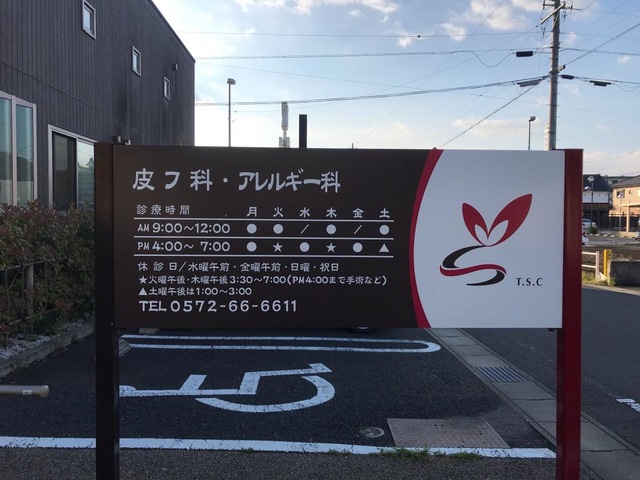 皮フ科・アレルギー科
診療時間 月 火 水 木 金 土
AM 9:00〜12:00 ● ● / ● / ●
PM 4:00〜 7:00 ● ★ ● ★ ● ▲
休診日/水曜午前・金曜午前・日曜・祝日
★火曜午後・木曜午後3:30〜7:00(PM4:00まで手術など)
▲土曜午後は1:00〜3:00
TEL 0572-66-6611
T.S.C